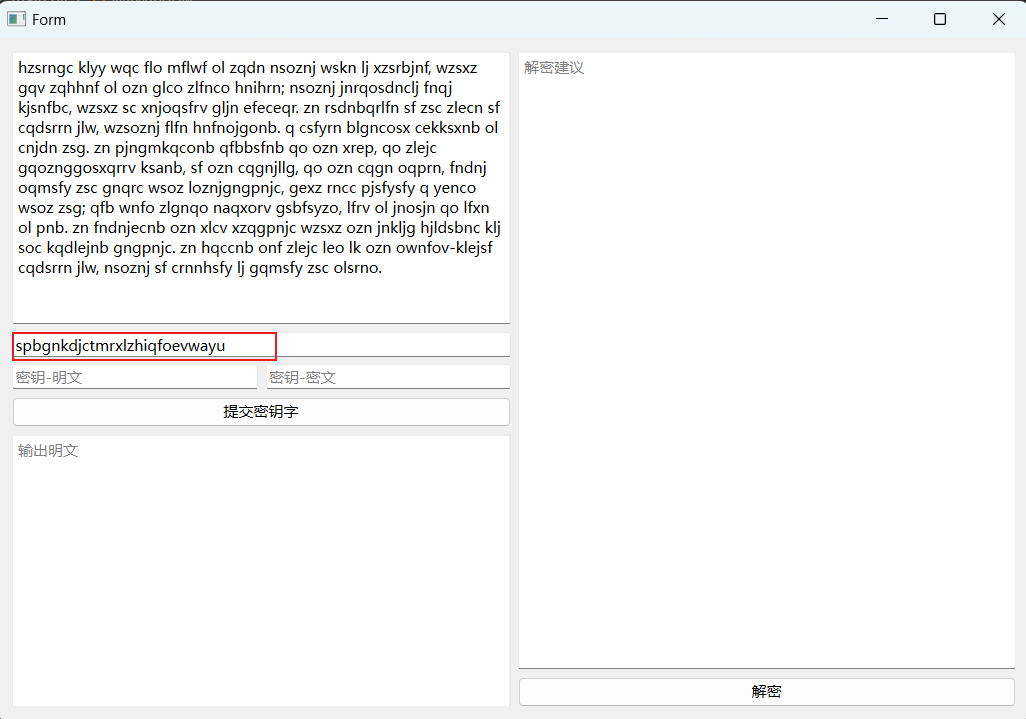 Form
hzsrngc klyy wqc flo mflwf ol zqdn nsoznj wskn lj xzsrbjnf, wzsxz
gqv zqhhnf ol ozn glco zlfnco hnihrn; nsoznj jnrqosdnclj fnqj
kjsnfbc, wzsxz sc xnjoqsfrv gljn efeceqr. zn rsdnbqrlfn sf zsc zlecn sf
cqdsrrn jlw, wzsoznj flfn hnfnojgonb. q csfyrn blgncosx cekksxnb ol
cnjdn zsg. zn pjngmkqconb qfbbsfnb qo ozn xrep, qo zlejc
gqoznggosxqrrv ksanb, sf ozn cqgnjllg, qo ozn cqgn oqprn, fndnj
oqmsfy zsc gnqrc wsoz loznjgngpnjc, gexz rncc pjsfysfy q yenco
wsoz zsg; qfb wnfo zlgnqo naqxorv gsbfsyzo, lfrv ol jnosjn qo lfxn
ol pnb. zn fndnjecnb ozn xlcv xzqgpnjc wzsxz ozn jnkljg hjldsbnc klj
soc kqdlejnb gngpnjc. zn hqccnb onf zlejc leo lk ozn ownfov-klejsf
cqdsrrn jlw, nsoznj sf crnnhsfy lj gqmsfy zsc olsrno.
解密建议
spbgnkdjctmrxlzhiqfoevwayu
密钥-明文 密钥-密文
提交密钥字
输出明文
解密